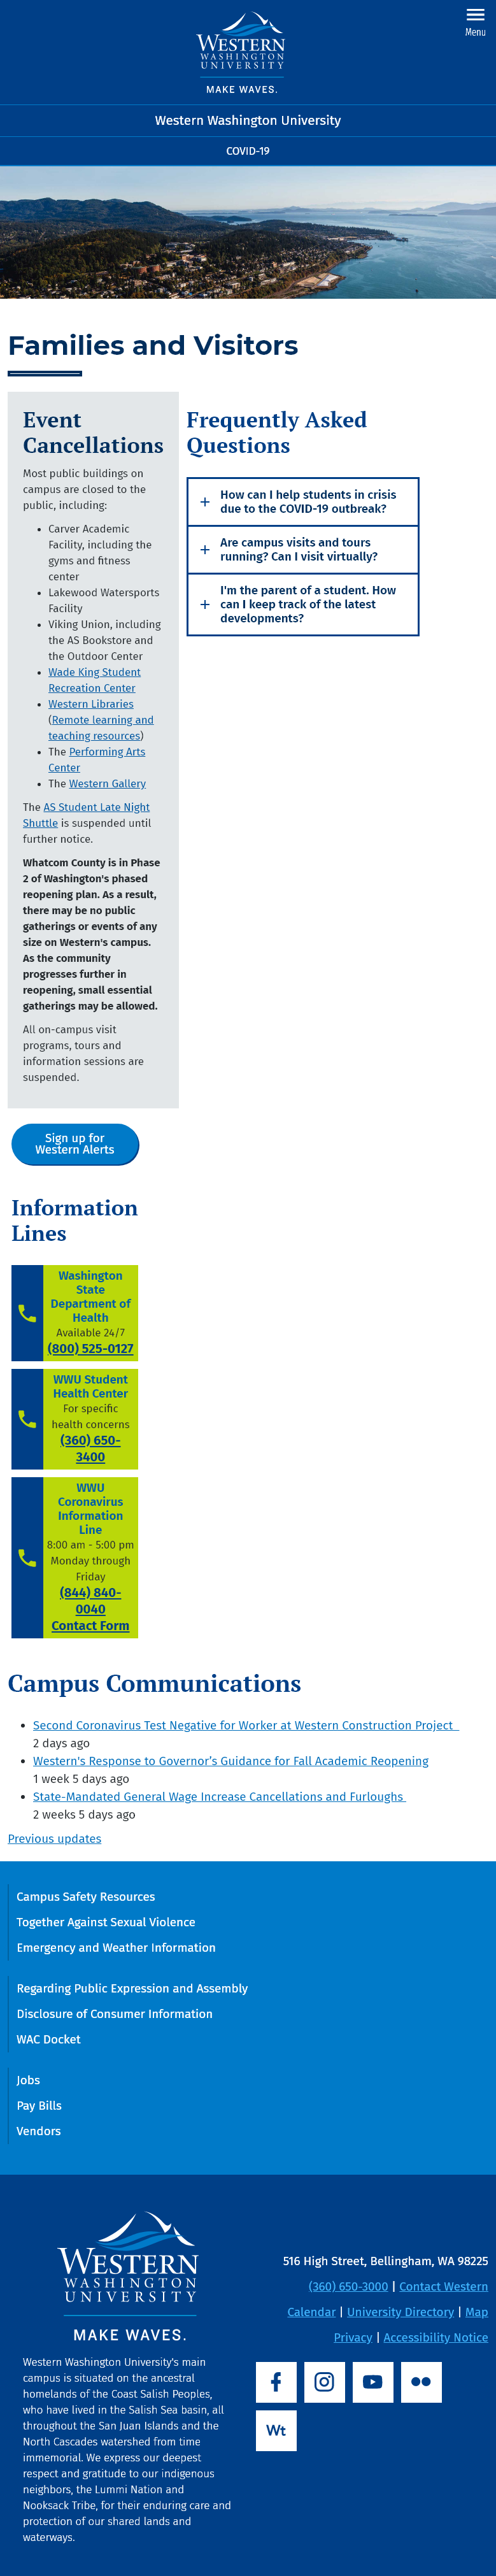 Menu
WESTERN
WASHINGTON
UNIVERSITY
MAKE WAVES.
Western Washington University
COVID-19
Families and Visitors
Event
Cancellations
Most public buildings on
campus are closed to the
public, including:
Carver Academic
Facility, including the
gyms and fitness
center
Lakewood Watersports
Facility
Viking Union, including
the AS Bookstore and
the Outdoor Center
Wade King Student
Recreation Center
Western Libraries
(Remote learning and
teaching resources)
The Performing Arts
Center
The Western Gallery
The AS Student Late Night
Shuttle is suspended until
further notice.
Whatcom County is in Phase
2 of Washington's phased
reopening plan. As a result,
there may be no public
gatherings or events of any
size on Western's campus.
As the community
progresses further in
reopening, small essential
gatherings may be allowed.
All on-campus visit
programs, tours and
information sessions are
suspended.
Frequently Asked
Questions
+ How can I help students in crisis
due to the COVID-19 outbreak?
+ Are campus visits and tours
running? Can I visit virtually?
+ I'm the parent of a student. How
can I keep track of the latest
developments?
Sign up for
Western Alerts
Information
Lines
Washington
State
Department of
Health
Available 24/7
(800) 525-0127
WWU Student
Health Center
For specific
health concerns
(360) 650-
3400
WWU
Coronavirus
Information
Line
8:00 am - 5:00 pm
Monday through
Friday
(844) 840-
0040
Contact Form
Campus Communications
Second Coronavirus Test Negative for Worker at Western Construction Project
2 days ago
Western's Response to Governor’s Guidance for Fall Academic Reopening
1 week 5 days ago
State-Mandated General Wage Increase Cancellations and Furloughs
2 weeks 5 days ago
Previous updates
Campus Safety Resources
Together Against Sexual Violence
Emergency and Weather Information
Regarding Public Expression and Assembly
Disclosure of Consumer Information
WAC Docket
Jobs
Pay Bills
Vendors
WESTERN
WASHINGTON
UNIVERSITY
MAKE WAVES.
Western Washington University's main
campus is situated on the ancestral
homelands of the Coast Salish Peoples,
who have lived in the Salish Sea basin, all
throughout the San Juan Islands and the
North Cascades watershed from time
immemorial. We express our deepest
respect and gratitude to our indigenous
neighbors, the Lummi Nation and
Nooksack Tribe, for their enduring care and
protection of our shared lands and
waterways.
516 High Street, Bellingham, WA 98225
(360) 650-3000 | Contact Western
Calendar | University Directory | Map
Privacy | Accessibility Notice
Wt